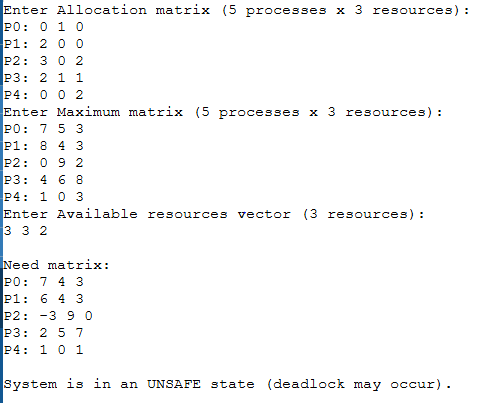 Enter Allocation matrix (5 processes x 3 resources):
P0: 0 1 0
P1: 2 0 0
P2: 3 0 2
P3: 2 1 1
P4: 0 0 2
Enter Maximum matrix (5 processes x 3 resources):
P0: 7 5 3
P1: 8 4 3
P2: 0 9 2
P3: 4 6 8
P4: 1 0 3
Enter Available resources vector (3 resources):
3 3 2
Need matrix:
P0: 7 4 3
P1: 6 4 3
P2: -3 9 0
P3: 2 5 7
P4: 1 0 1
System is in an UNSAFE state (deadlock may occur).